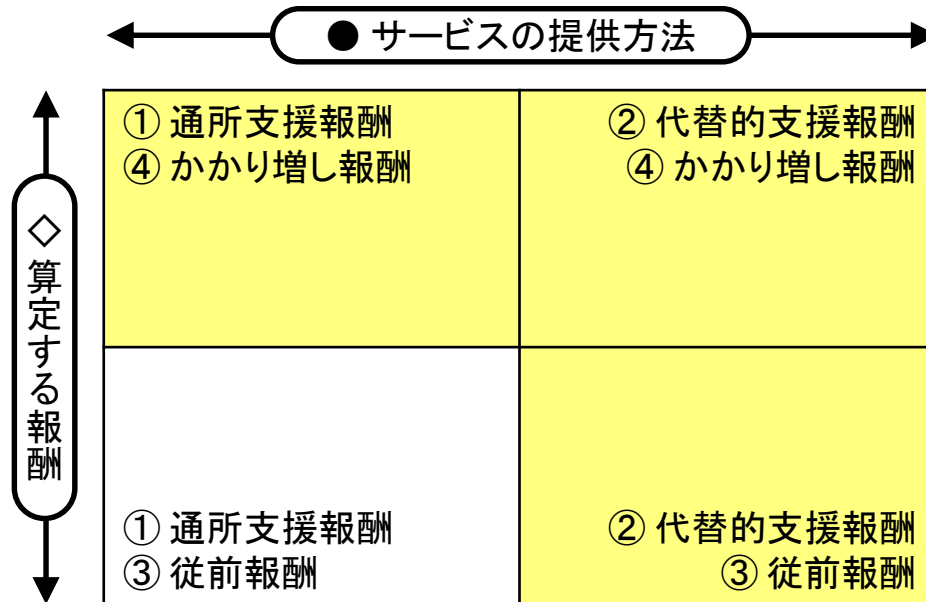 ● サービスの提供方法
◇ 算定する報酬
① 通所支援報酬
④ かかり増し報酬
② 代替的支援報酬
④ かかり増し報酬
① 通所支援報酬
③ 従前報酬
② 代替的支援報酬
③ 従前報酬